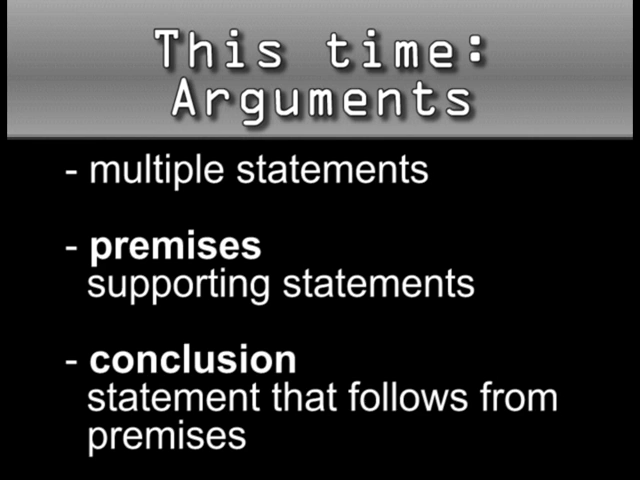 This time:
Arguments
- multiple statements
- premises
supporting statements
- conclusion
statement that follows from
premises